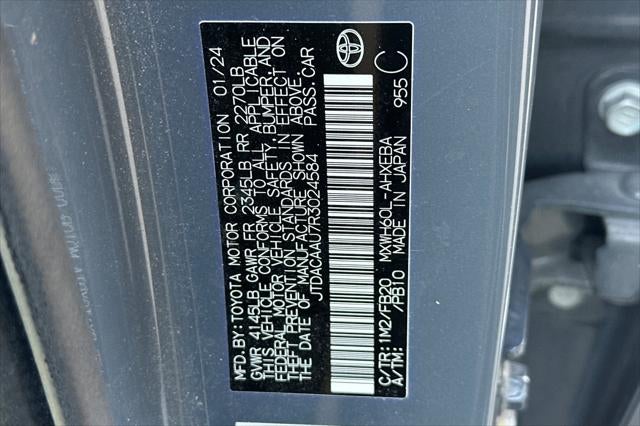 MFD.BY:TOYOTA MOTOR CORPORATION 01/24
GVWR 4145LB GAWR FR 2345LB RR 2270LB
THIS VEHICLE CONFORMS TO ALL APPLICABLE
FEDERAL MOTOR VEHICLE SAFETY, BUMPER, AND
THEFT PREVENTION STANDARDS IN EFFECT ON
THE DATE OF MANUFACTURE SHOWN ABOVE.
JTDACAAU7R3024584 PASS.CAR
C/TR:1M2/FB20 MXWH60L-AHXEBA
A/TM: /PB10 MADE IN JAPAN 955 C